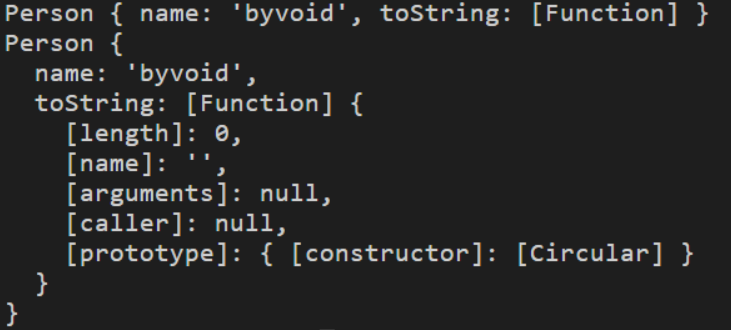 Person { name: 'byvoid', toString: [Function] }
Person {
  name: 'byvoid',
  toString: [Function] {
    [length]: 0,
    [name]: '',
    [arguments]: null,
    [caller]: null,
    [prototype]: { [constructor]: [Circular] }
  }
}